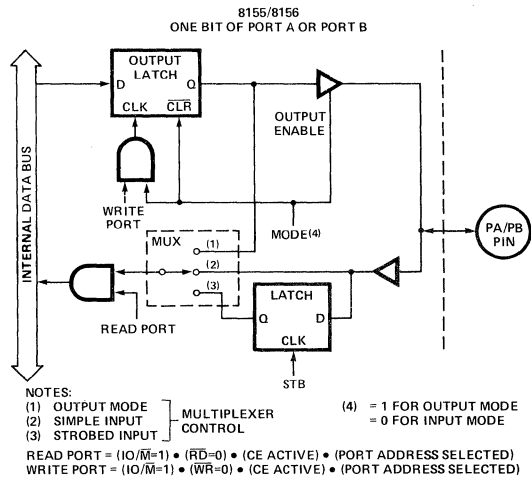 8155/8156
ONE BIT OF PORT A OR PORT B
OUTPUT
LATCH
D
Q
CLK
C̅L̅R̅
OUTPUT
ENABLE
WRITE
PORT
MODE(4)
INTERNAL DATA BUS
MUX
(1)
(2)
(3)
PA/PB
PIN
READ PORT
LATCH
Q
D
CLK
STB
NOTES:
(1) OUTPUT MODE
(2) SIMPLE INPUT
(3) STROBED INPUT
MULTIPLEXER
CONTROL
(4) = 1 FOR OUTPUT MODE
= 0 FOR INPUT MODE
READ PORT = (IO/M̅=1) • (R̅D̅=0) • (CE ACTIVE) • (PORT ADDRESS SELECTED)
WRITE PORT = (IO/M̅=1) • (W̅R̅=0) • (CE ACTIVE) • (PORT ADDRESS SELECTED)